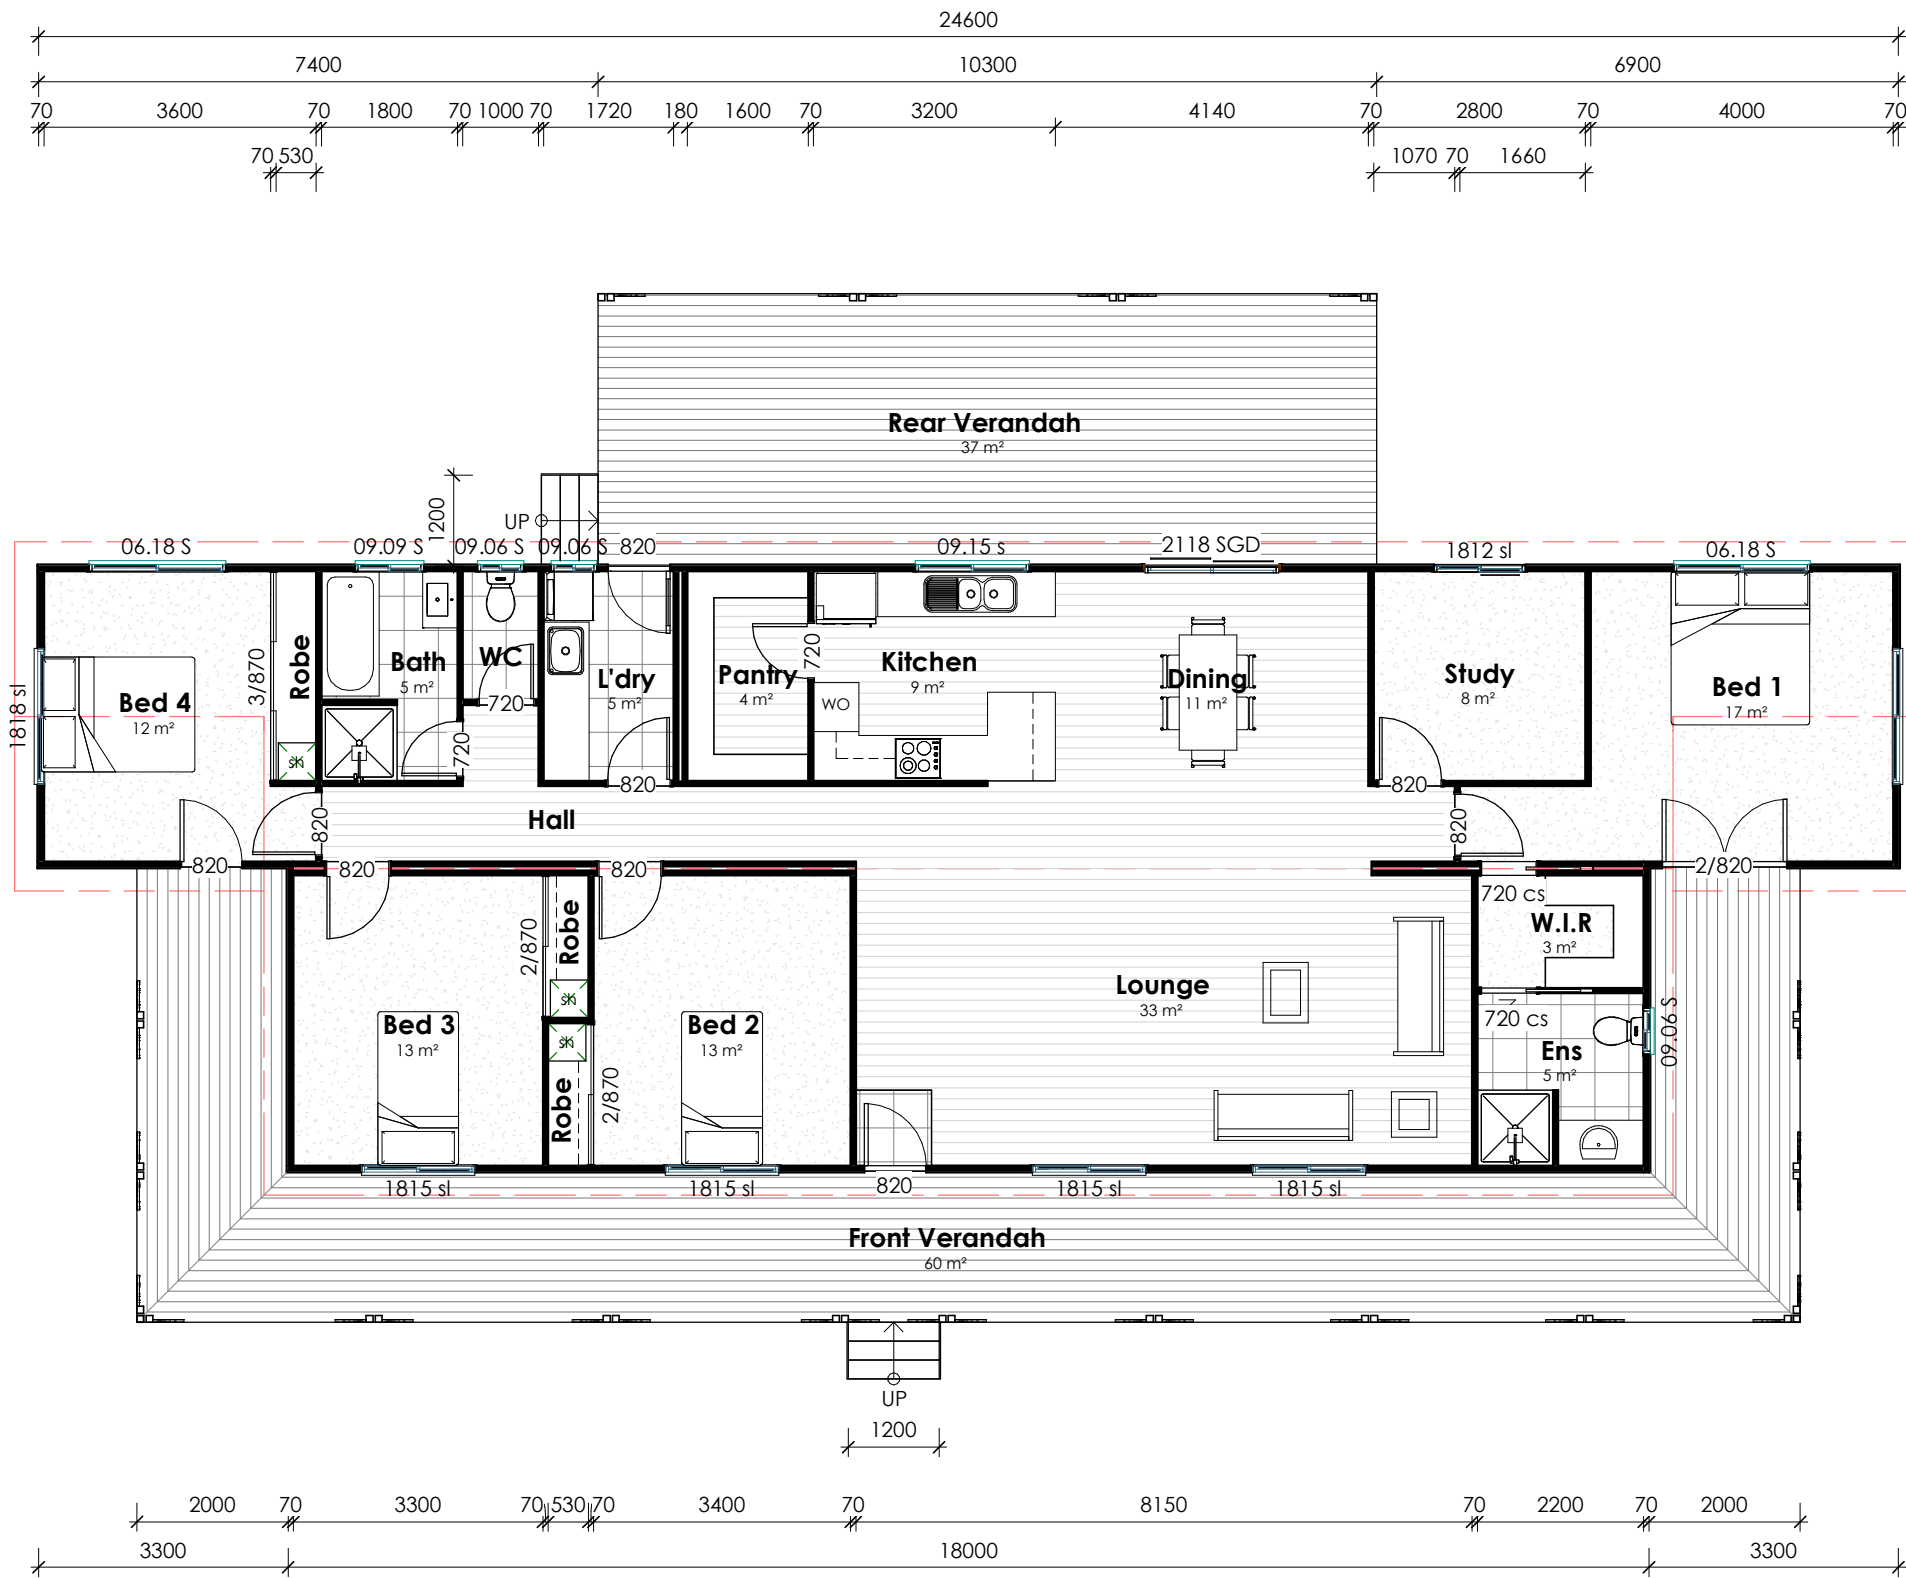 24600
7400 10300 6900
70 3600 70 1800 70 1000 70 1720 180 1600 70 3200 4140 70 2800 70 4000 70
70 530 1070 70 1660
Rear Verandah
37 m²
1200
UP
06.18 S 09.09 S 09.06 S 09.06 S 820 09.15 s 2118 SGD 1812 sl 06.18 S
1818 sl
Bed 4
12 m²
3/870
Robe
sh
Bath
5 m²
720
WC
720
L'dry
5 m²
820
Pantry
4 m²
720
Kitchen
9 m²
WO
Dining
11 m²
Study
8 m²
820
Bed 1
17 m²
Hall
820
820
820
820
820
2/820
720 cs
W.I.R
3 m²
2/870
Robe
sh
Bed 3
13 m²
sh
Robe
2/870
Bed 2
13 m²
Lounge
33 m²
720 cs
Ens
5 m²
09.06 S
1815 sl 1815 sl 820 1815 sl 1815 sl
Front Verandah
60 m²
UP
1200
2000 70 3300 70 530 70 3400 70 8150 70 2200 70 2000
3300 18000 3300